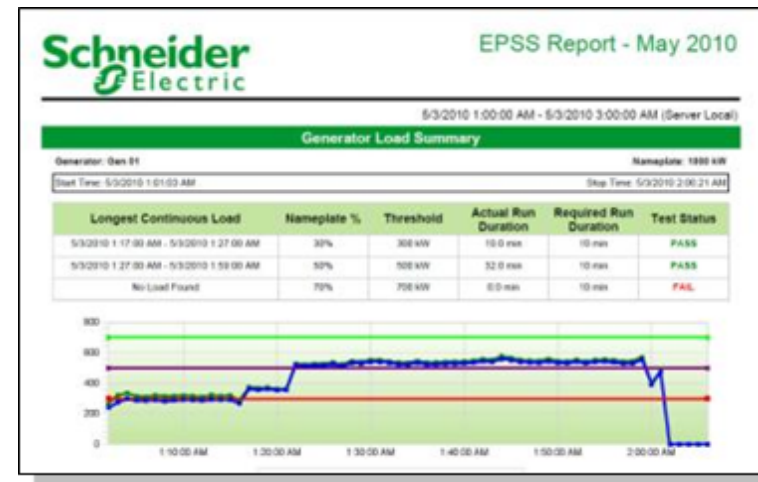 Schneider
Electric
EPSS Report - May 2010
5/3/2010 1:00:00 AM - 5/3/2010 3:00:00 AM (Server Local)
Generator Load Summary
Generator: Gen 01 Nameplate: 1000 kW
Start Time: 5/3/2010 1:01:03 AM Stop Time: 5/3/2010 2:00:21 AM
Longest Continuous Load Nameplate % Threshold Actual Run Duration Required Run Duration Test Status
5/3/2010 1:17:00 AM - 5/3/2010 1:27:00 AM 30% 300 kW 10.0 min 10 min PASS
5/3/2010 1:27:00 AM - 5/3/2010 1:59:00 AM 50% 500 kW 32.0 min 10 min PASS
No Load Found 70% 700 kW 0.0 min 10 min FAIL
800
600
400
200
0
1:10:00 AM 1:20:00 AM 1:30:00 AM 1:40:00 AM 1:50:00 AM 2:00:00 AM